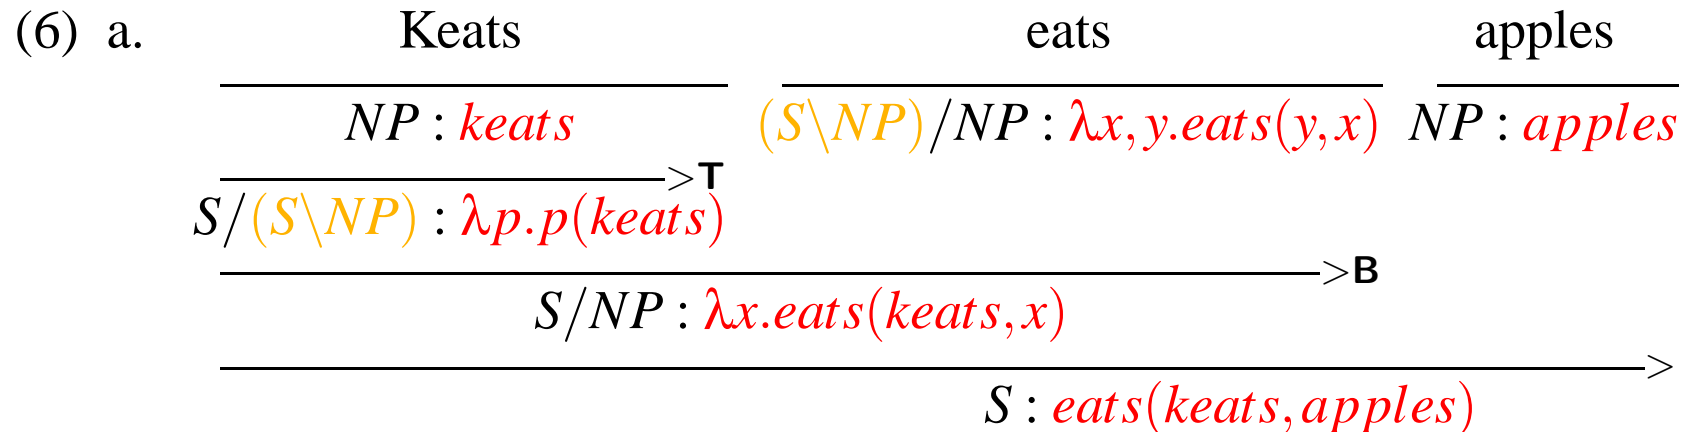 (6) a. Keats eats apples
NP : keats (S\NP)/NP : λx,y.eats(y,x) NP : apples
>T
S/(S\NP) : λp.p(keats)
>B
S/NP : λx.eats(keats,x)
>
S : eats(keats,apples)